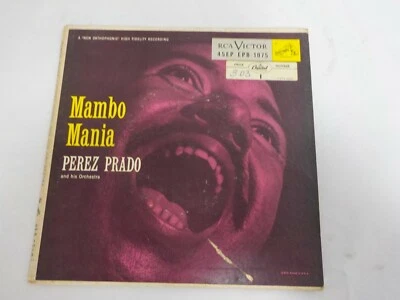 A "NEW ORTHOPHONIC" HIGH FIDELITY RECORDING
RCA VICTOR
45EP EPB-1075
Mambo
Mania
PEREZ PRADO
and his Orchestra